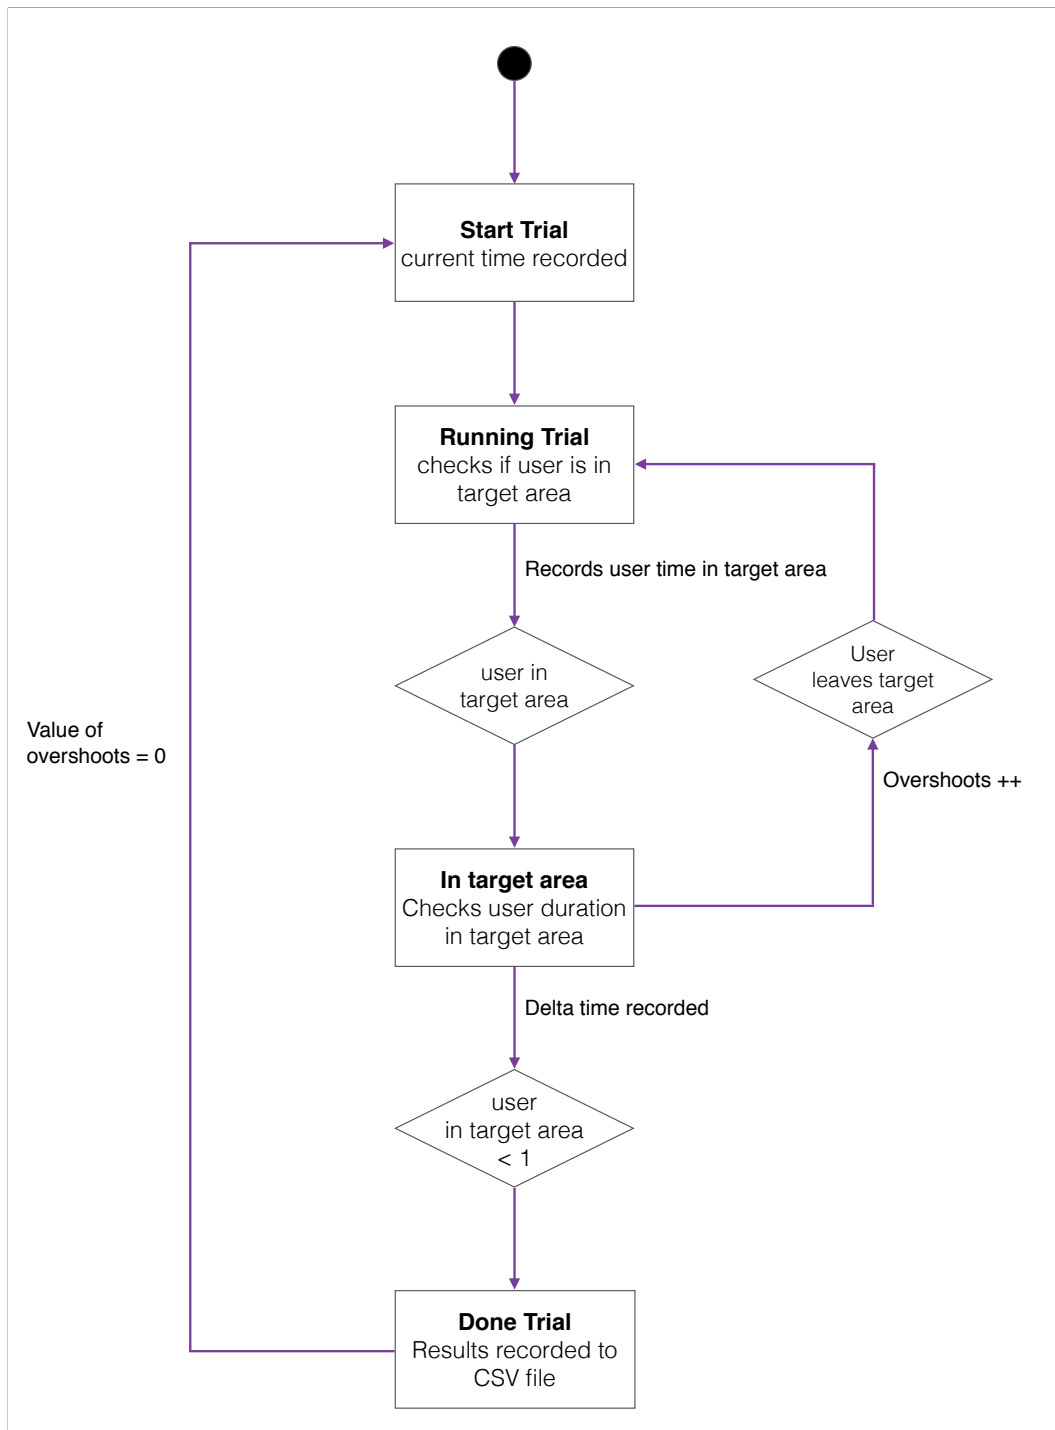 Start Trial
current time recorded
Running Trial
checks if user is in
target area
Records user time in target area
user in
target area
User
leaves target
area
Value of
overshoots = 0
Overshoots ++
In target area
Checks user duration
in target area
Delta time recorded
user
in target area
< 1
Done Trial
Results recorded to
CSV file